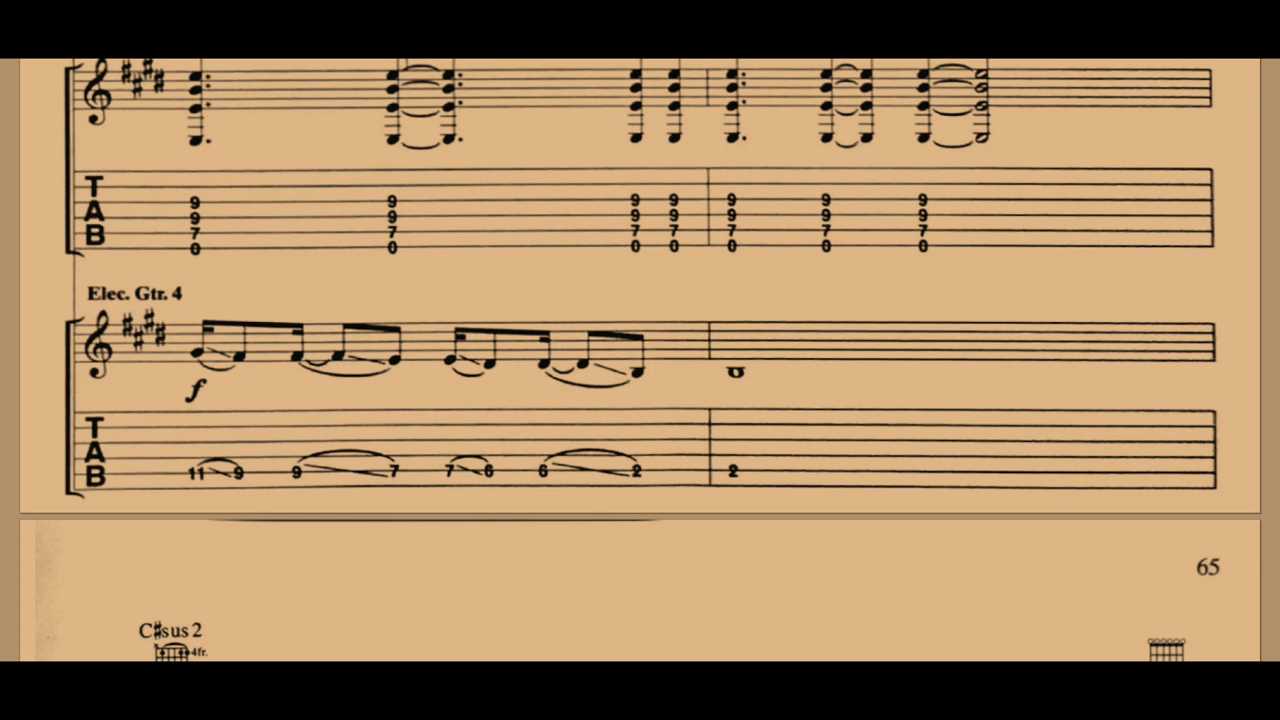 T
A
B
9 9 9 9 9 9 9
9 9 9 9 9 9 9
7 7 7 7 7 7 7
0 0 0 0 0 0 0
Elec. Gtr. 4
f
T
A
B
11 9 9 7 7 6 6 2 2
65
C#sus2
4fr.